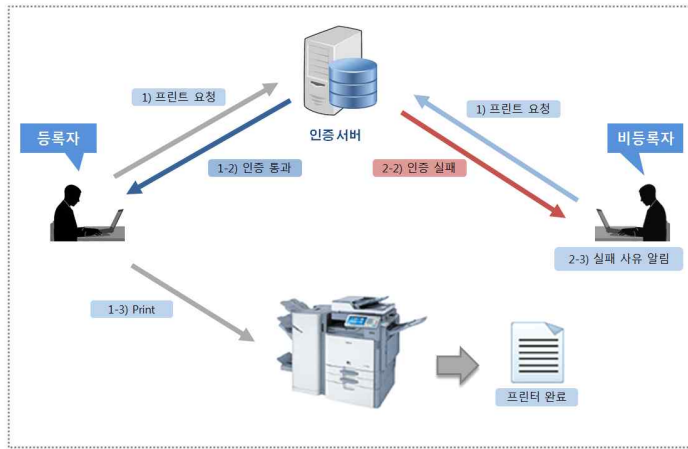 1) 프린트 요청
1) 프린트 요청
등록자
인증서버
비등록자
1-2) 인증 통과
2-2) 인증 실패
2-3) 실패 사유 알림
1-3) Print
프린터 완료